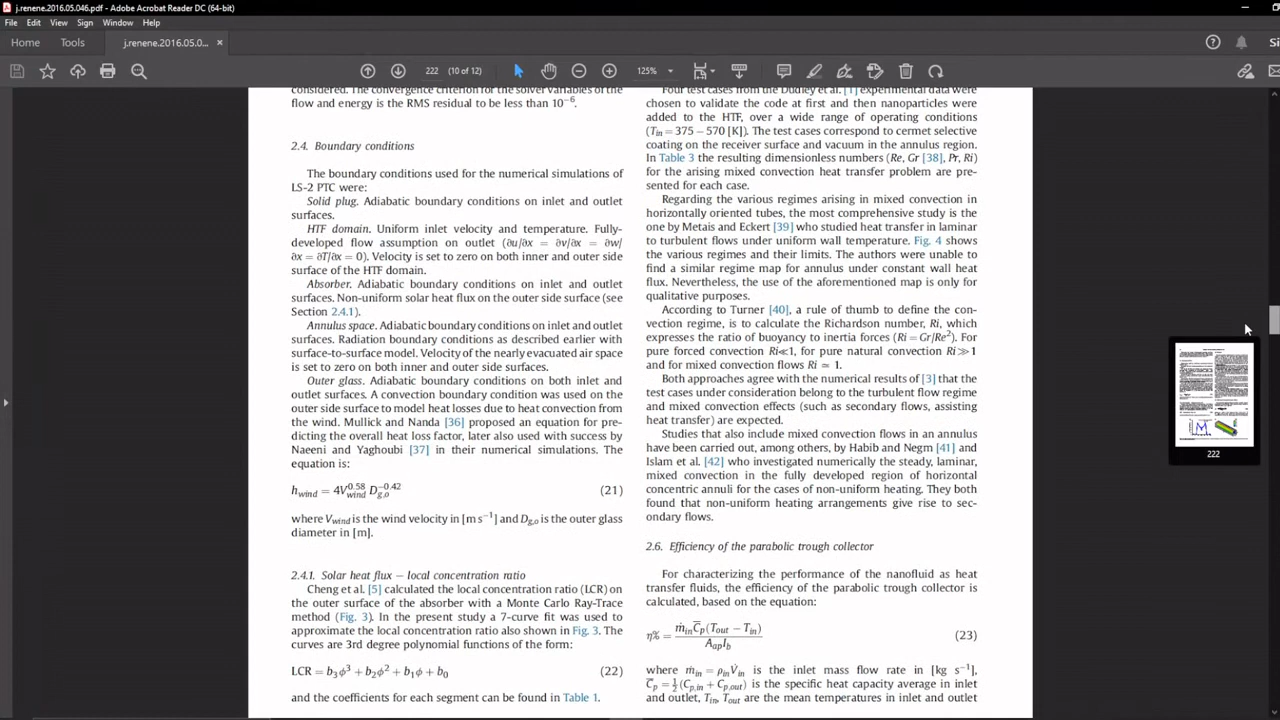 j.renene.2016.05.046.pdf - Adobe Acrobat Reader DC (64-bit)
File Edit View Sign Window Help
Home Tools j.renene.2016.05.0... ×
222 (10 of 12) 125%
considered. The convergence criterion for the solver variables of the
flow and energy is the RMS residual to be less than 10⁻⁶.
2.4. Boundary conditions
The boundary conditions used for the numerical simulations of
LS-2 PTC were:
Solid plug. Adiabatic boundary conditions on inlet and outlet
surfaces.
HTF domain. Uniform inlet velocity and temperature. Fully-
developed flow assumption on outlet (∂u/∂x = ∂v/∂x = ∂w/
∂x = ∂T/∂x = 0). Velocity is set to zero on both inner and outer side
surface of the HTF domain.
Absorber. Adiabatic boundary conditions on inlet and outlet
surfaces. Non-uniform solar heat flux on the outer side surface (see
Section 2.4.1).
Annulus space. Adiabatic boundary conditions on inlet and outlet
surfaces. Radiation boundary conditions as described earlier with
surface-to-surface model. Velocity of the nearly evacuated air space
is set to zero on both inner and outer side surfaces.
Outer glass. Adiabatic boundary conditions on both inlet and
outlet surfaces. A convection boundary condition was used on the
outer side surface to model heat losses due to heat convection from
the wind. Mullick and Nanda [36] proposed an equation for pre-
dicting the overall heat loss factor, later also used with success by
Naeeni and Yaghoubi [37] in their numerical simulations. The
equation is:
h_wind = 4V_wind^0.58 D_g,o^−0.42 (21)
where V_wind is the wind velocity in [m s⁻¹] and D_g,o is the outer glass
diameter in [m].
2.4.1. Solar heat flux – local concentration ratio
Cheng et al. [5] calculated the local concentration ratio (LCR) on
the outer surface of the absorber with a Monte Carlo Ray-Trace
method (Fig. 3). In the present study a 7-curve fit was used to
approximate the local concentration ratio also shown in Fig. 3. The
curves are 3rd degree polynomial functions of the form:
LCR = b₃ϕ³ + b₂ϕ² + b₁ϕ + b₀ (22)
and the coefficients for each segment can be found in Table 1.
Four test cases from the Dudley et al. [1] experimental data were
chosen to validate the code at first and then nanoparticles were
added to the HTF, over a wide range of operating conditions
(T_in = 375 − 570 [K]). The test cases correspond to cermet selective
coating on the receiver surface and vacuum in the annulus region.
In Table 3 the resulting dimensionless numbers (Re, Gr [38], Pr, Ri)
for the arising mixed convection heat transfer problem are pre-
sented for each case.
Regarding the various regimes arising in mixed convection in
horizontally oriented tubes, the most comprehensive study is the
one by Metais and Eckert [39] who studied heat transfer in laminar
to turbulent flows under uniform wall temperature. Fig. 4 shows
the various regimes and their limits. The authors were unable to
find a similar regime map for annulus under constant wall heat
flux. Nevertheless, the use of the aforementioned map is only for
qualitative purposes.
According to Turner [40], a rule of thumb to define the con-
vection regime, is to calculate the Richardson number, Ri, which
expresses the ratio of buoyancy to inertia forces (Ri = Gr/Re²). For
pure forced convection Ri≪1, for pure natural convection Ri≫1
and for mixed convection flows Ri ≃ 1.
Both approaches agree with the numerical results of [3] that the
test cases under consideration belong to the turbulent flow regime
and mixed convection effects (such as secondary flows, assisting
heat transfer) are expected.
Studies that also include mixed convection flows in an annulus
have been carried out, among others, by Habib and Negm [41] and
Islam et al. [42] who investigated numerically the steady, laminar,
mixed convection in the fully developed region of horizontal
concentric annuli for the cases of non-uniform heating. They both
found that non-uniform heating arrangements give rise to sec-
ondary flows.
2.6. Efficiency of the parabolic trough collector
For characterizing the performance of the nanofluid as heat
transfer fluids, the efficiency of the parabolic trough collector is
calculated, based on the equation:
η% = ṁ_in C̄_p (T_out − T_in) / A_ap I_b (23)
where ṁ_in = ρ_in V̇_in is the inlet mass flow rate in [kg s⁻¹],
C̄_p = ½(C_p,in + C_p,out) is the specific heat capacity average in inlet
and outlet, T_in, T_out are the mean temperatures in inlet and outlet
222